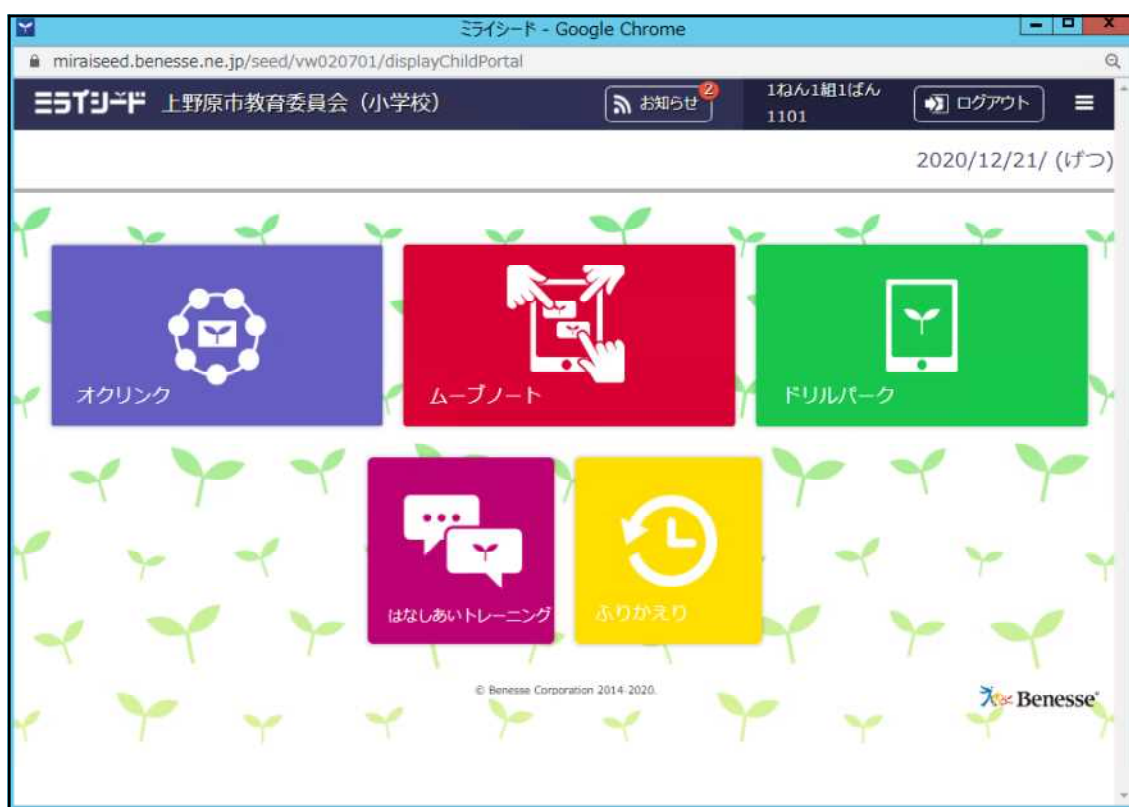 ミライシード - Google Chrome
miraiseed.benesse.ne.jp/seed/vw020701/displayChildPortal
ミライシード 上野原市教育委員会（小学校） お知らせ 2 1ねん1組1ばん ログアウト
1101
2020/12/21/ (げつ)
オクリンク ムーブノート ドリルパーク
はなしあいトレーニング ふりかえり
© Benesse Corporation 2014-2020.
Benesse